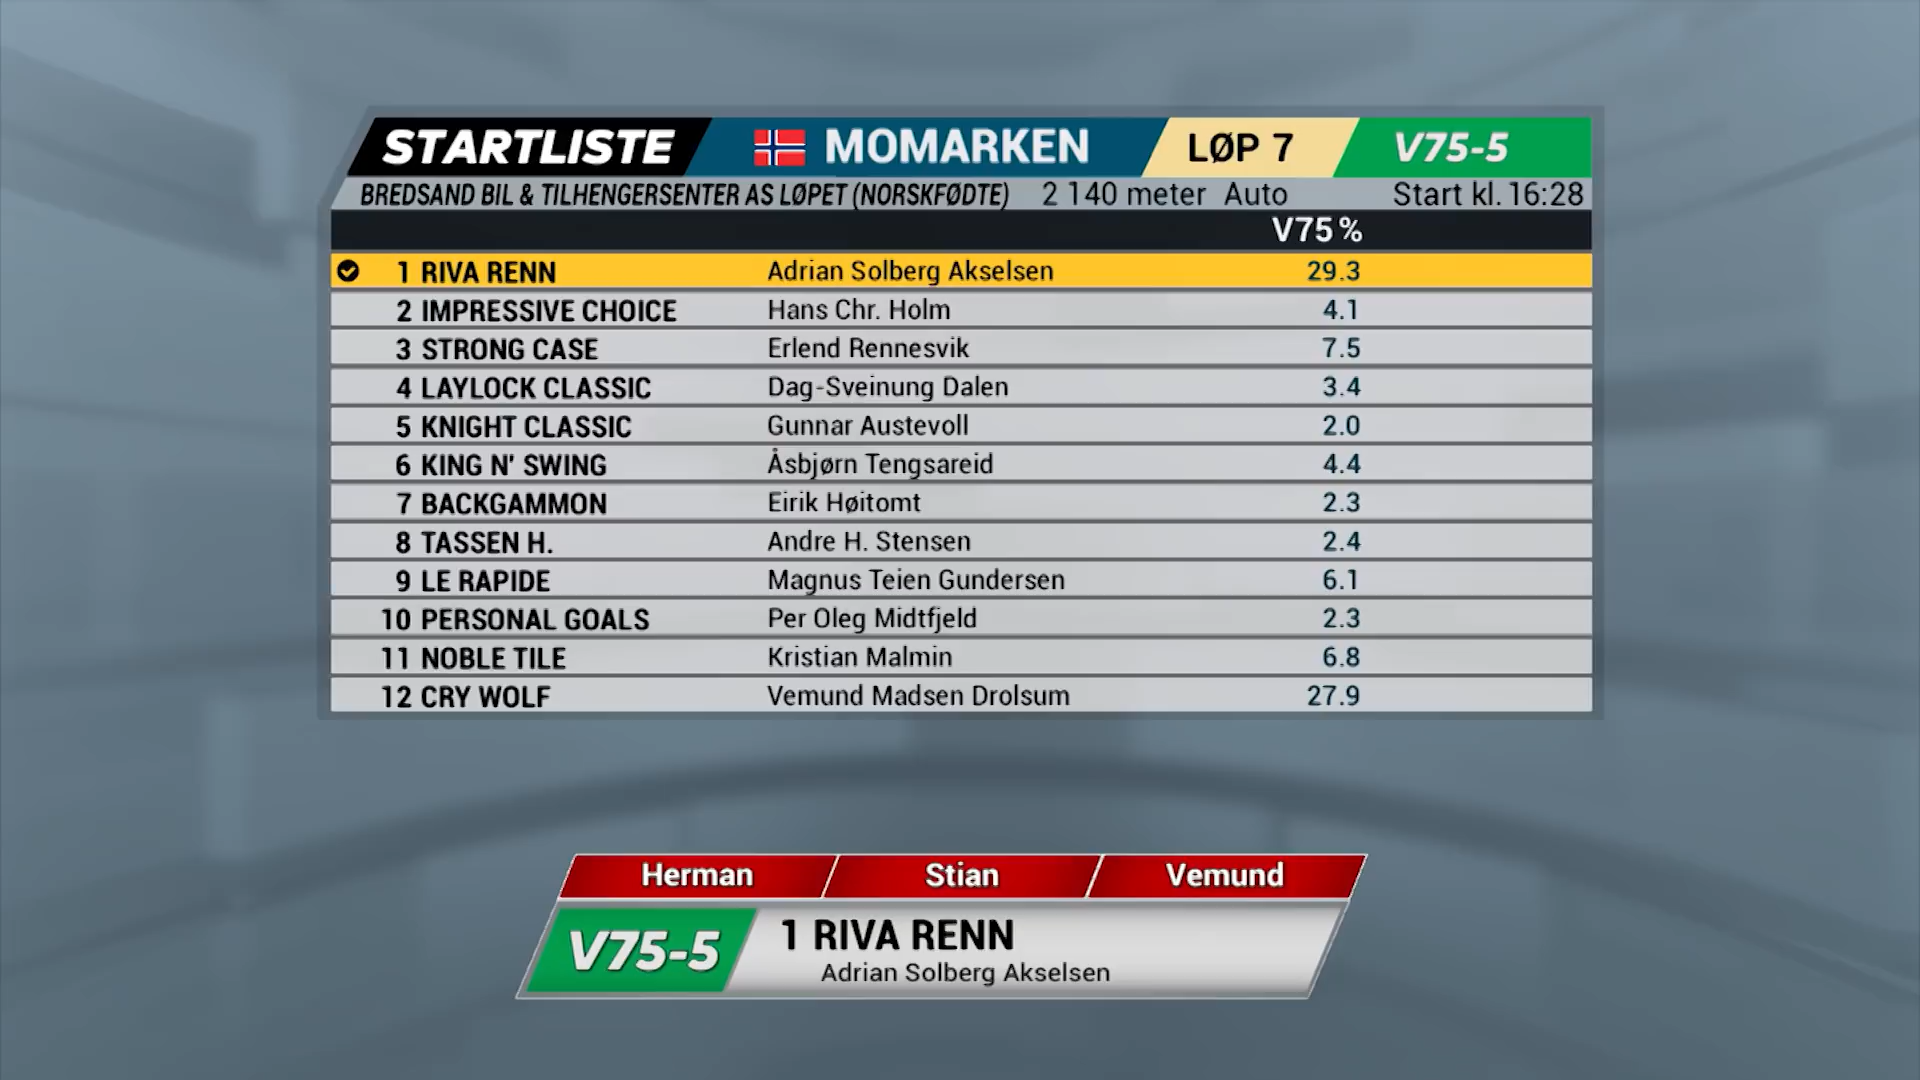 STARTLISTE MOMARKEN LØP 7 V75-5
BREDSAND BIL & TILHENGERSENTER AS LØPET (NORSKFØDTE) 2 140 meter Auto Start kl. 16:28
V75 %
1 RIVA RENN Adrian Solberg Akselsen 29.3
2 IMPRESSIVE CHOICE Hans Chr. Holm 4.1
3 STRONG CASE Erlend Rennesvik 7.5
4 LAYLOCK CLASSIC Dag-Sveinung Dalen 3.4
5 KNIGHT CLASSIC Gunnar Austevoll 2.0
6 KING N' SWING Åsbjørn Tengsareid 4.4
7 BACKGAMMON Eirik Høitomt 2.3
8 TASSEN H. Andre H. Stensen 2.4
9 LE RAPIDE Magnus Teien Gundersen 6.1
10 PERSONAL GOALS Per Oleg Midtfjeld 2.3
11 NOBLE TILE Kristian Malmin 6.8
12 CRY WOLF Vemund Madsen Drolsum 27.9
Herman Stian Vemund
V75-5 1 RIVA RENN
Adrian Solberg Akselsen